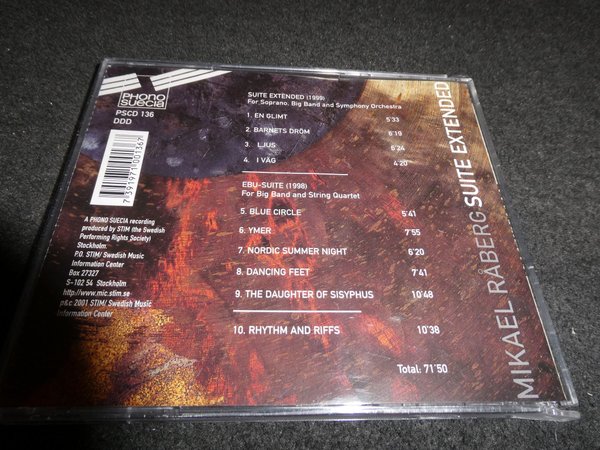 PHONO
SUECIA
PSCD 136
DDD
7 391971 001367
A PHONO SUECIA recording
produced by STIM (the Swedish
Performing Rights Society)
Stockholm.
P.O. STIM/ Swedish Music
Information Center
Box 27327
S-102 54 Stockholm
http://www.mic.stim.se
p&c 2001 STIM/ Swedish Music
Information Center
SUITE EXTENDED (1999)
For Soprano, Big Band and Symphony Orchestra
1. EN GLIMT 5'33
2. BARNETS DRÖM 6'19
3. LJUS 6'24
4. I VÄG 4'20
EBU-SUITE (1998)
For Big Band and String Quartet
5. BLUE CIRCLE 5'41
6. YMER 7'55
7. NORDIC SUMMER NIGHT 6'20
8. DANCING FEET 7'41
9. THE DAUGHTER OF SISYPHUS 10'48
10. RHYTHM AND RIFFS 10'38
Total: 71'50
MIKAEL RÅBERG SUITE EXTENDED